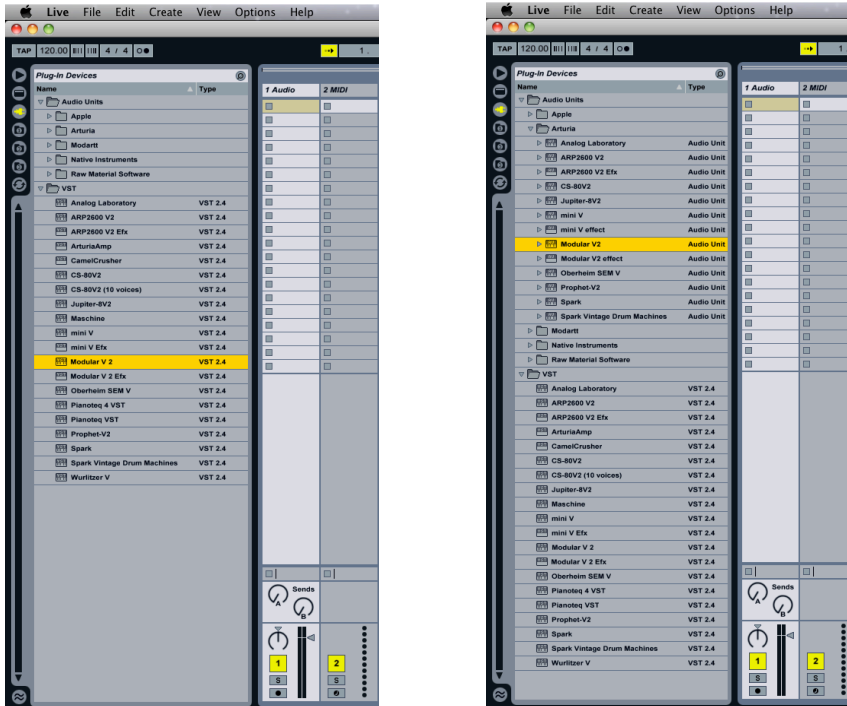 Live File Edit Create View Options Help
TAP 120.00 4 / 4 1 .
Plug-In Devices
Name Type
Audio Units
Apple
Arturia
Modartt
Native Instruments
Raw Material Software
VST
Analog Laboratory VST 2.4
ARP2600 V2 VST 2.4
ARP2600 V2 Efx VST 2.4
ArturiaAmp VST 2.4
CamelCrusher VST 2.4
CS-80V2 VST 2.4
CS-80V2 (10 voices) VST 2.4
Jupiter-8V2 VST 2.4
Maschine VST 2.4
mini V VST 2.4
mini V Efx VST 2.4
Modular V 2 VST 2.4
Modular V 2 Efx VST 2.4
Oberheim SEM V VST 2.4
Pianoteq 4 VST VST 2.4
Pianoteq VST VST 2.4
Prophet-V2 VST 2.4
Spark VST 2.4
Spark Vintage Drum Machines VST 2.4
Wurlitzer V VST 2.4
1 Audio 2 MIDI
Sends
A
B
1 2
S S
Live File Edit Create View Options Help
TAP 120.00 4 / 4 1
Plug-In Devices
Name Type
Audio Units
Apple
Arturia
Analog Laboratory Audio Unit
ARP2600 V2 Audio Unit
ARP2600 V2 Efx Audio Unit
CS-80V2 Audio Unit
Jupiter-8V2 Audio Unit
mini V Audio Unit
mini V effect Audio Unit
Modular V2 Audio Unit
Modular V2 effect Audio Unit
Oberheim SEM V Audio Unit
Prophet-V2 Audio Unit
Spark Audio Unit
Spark Vintage Drum Machines Audio Unit
Modartt
Native Instruments
Raw Material Software
VST
Analog Laboratory VST 2.4
ARP2600 V2 VST 2.4
ARP2600 V2 Efx VST 2.4
ArturiaAmp VST 2.4
CamelCrusher VST 2.4
CS-80V2 VST 2.4
CS-80V2 (10 voices) VST 2.4
Jupiter-8V2 VST 2.4
Maschine VST 2.4
mini V VST 2.4
mini V Efx VST 2.4
Modular V 2 VST 2.4
Modular V 2 Efx VST 2.4
Oberheim SEM V VST 2.4
Pianoteq 4 VST VST 2.4
Pianoteq VST VST 2.4
Prophet-V2 VST 2.4
Spark VST 2.4
Spark Vintage Drum Machines VST 2.4
Wurlitzer V VST 2.4
1 Audio 2 MIDI
Sends
A
B
1 2
S S